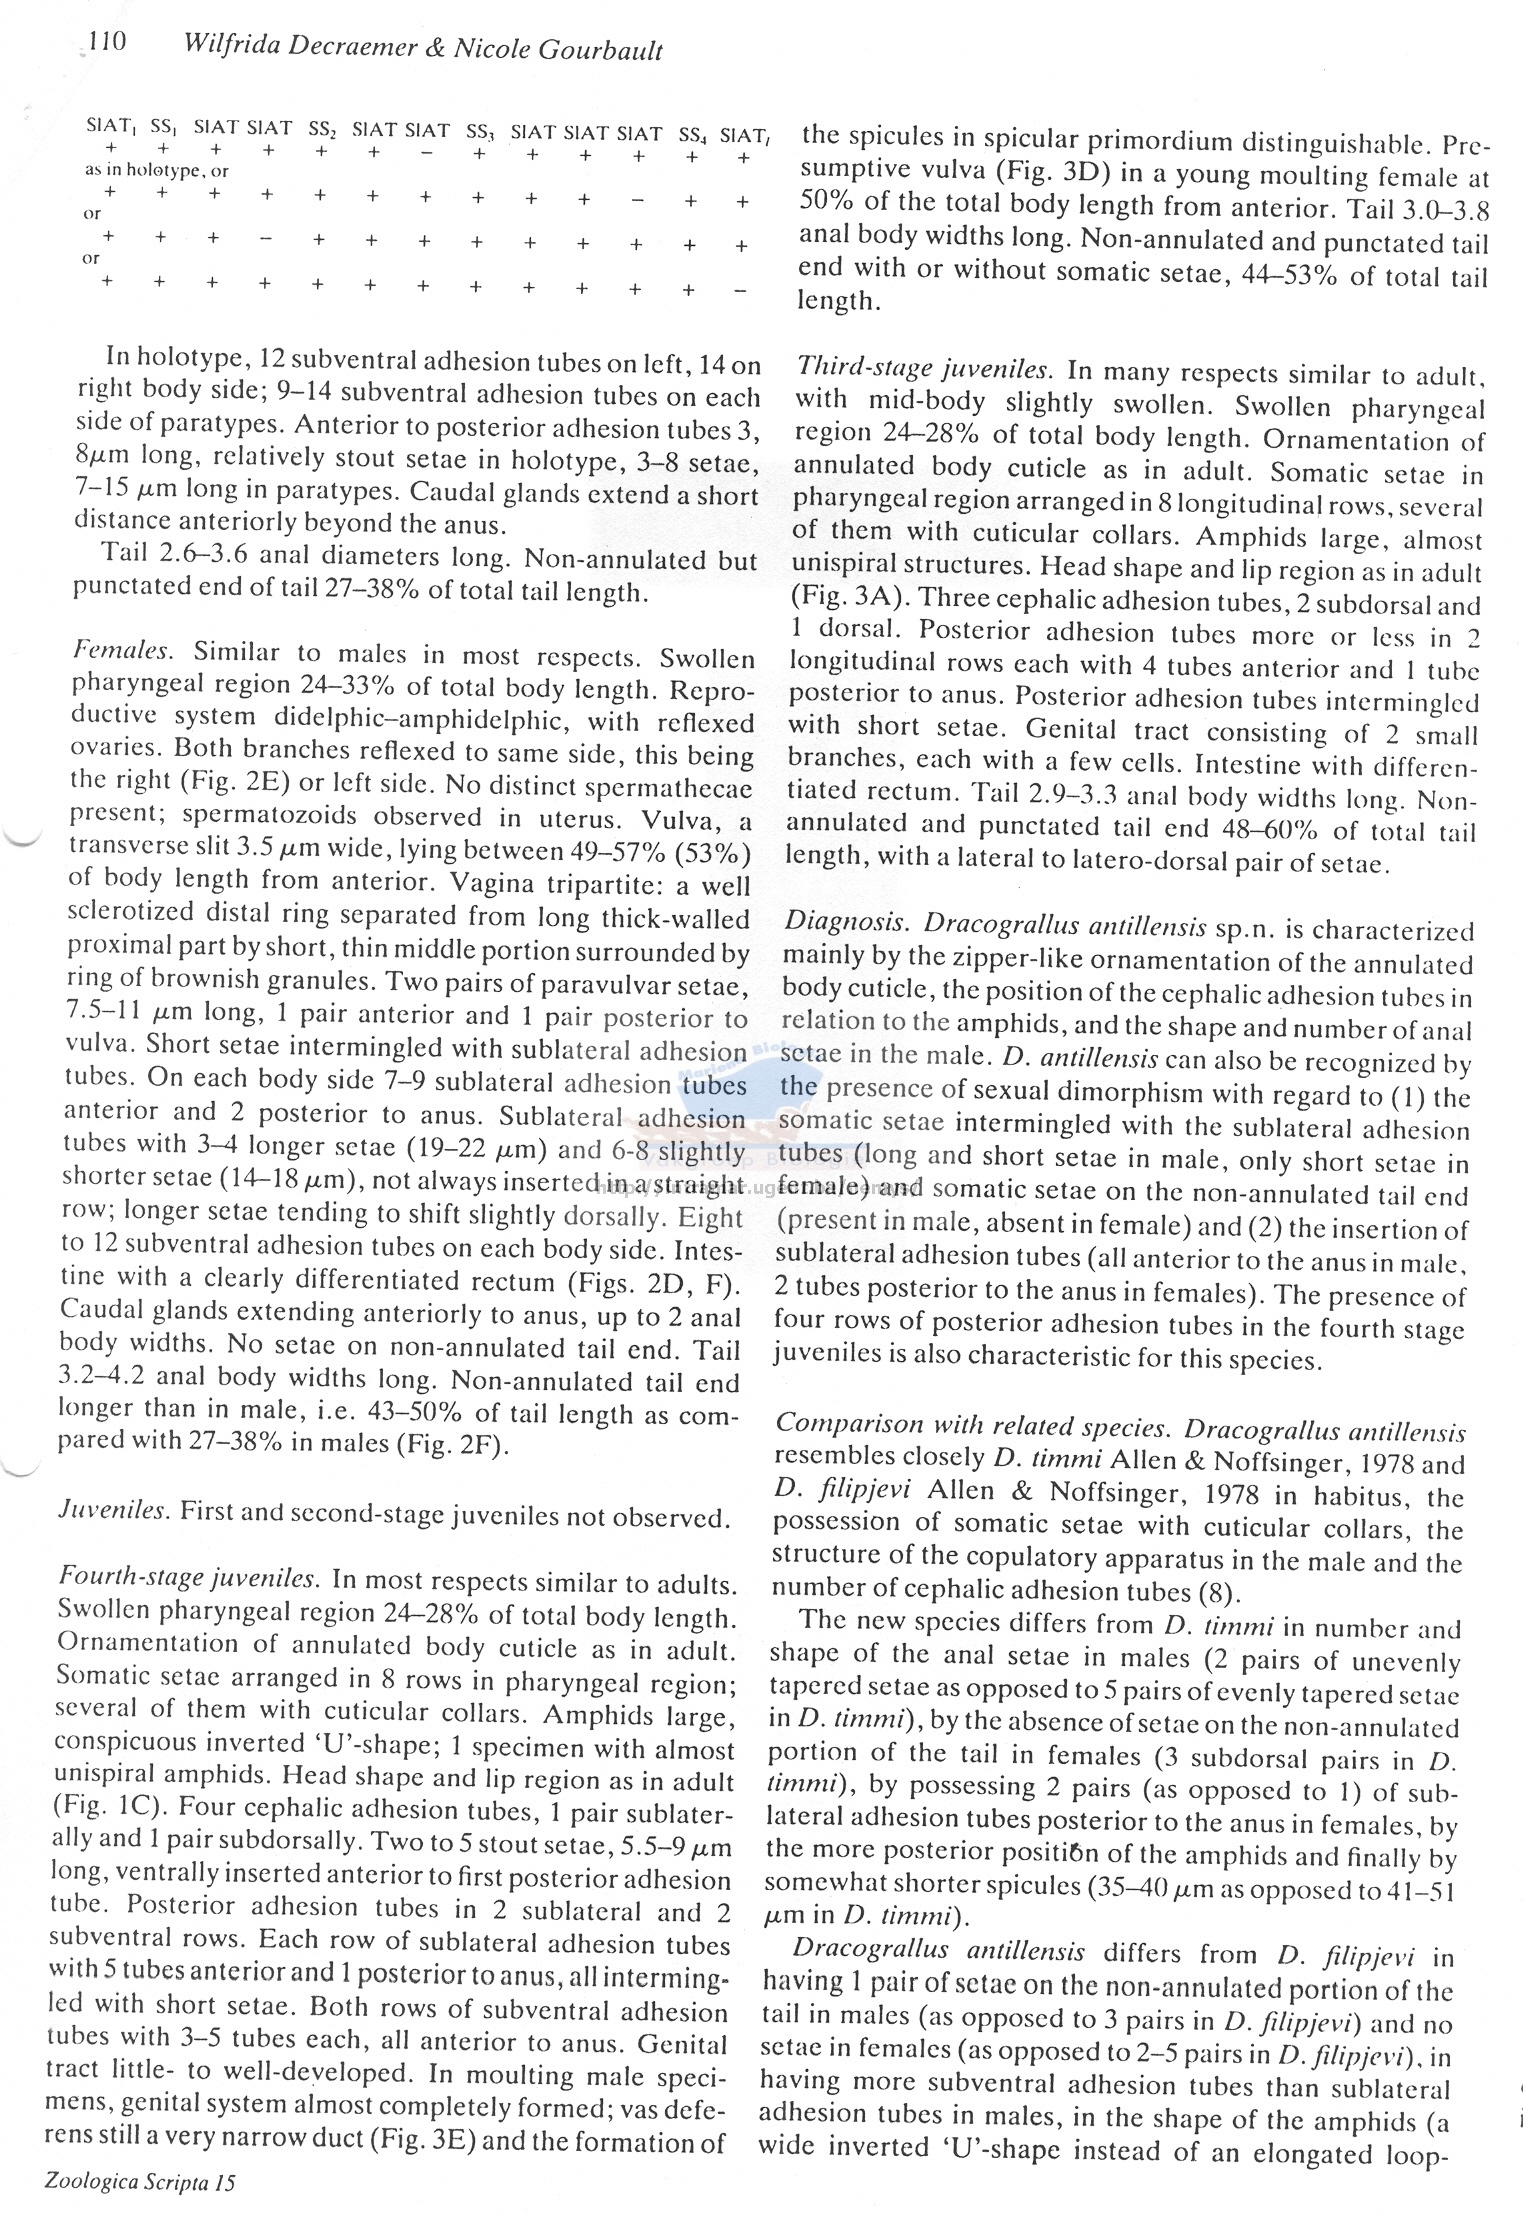 110 Wilfrida Decraemer & Nicole Gourbault
SIAT₁ SS₁ SIAT SIAT SS₂ SIAT SIAT SS₃ SIAT SIAT SIAT SS₄ SIATₗ
+ + + + + + – + + + + + +
as in holotype, or
+ + + + + + + + + + – + +
or
+ + + – + + + + + + + + +
or
+ + + + + + + + + + + + –
In holotype, 12 subventral adhesion tubes on left, 14 on
right body side; 9–14 subventral adhesion tubes on each
side of paratypes. Anterior to posterior adhesion tubes 3,
8μm long, relatively stout setae in holotype, 3–8 setae,
7–15 μm long in paratypes. Caudal glands extend a short
distance anteriorly beyond the anus.
Tail 2.6–3.6 anal diameters long. Non-annulated but
punctated end of tail 27–38% of total tail length.
Females. Similar to males in most respects. Swollen
pharyngeal region 24–33% of total body length. Repro-
ductive system didelphic–amphidelphic, with reflexed
ovaries. Both branches reflexed to same side, this being
the right (Fig. 2E) or left side. No distinct spermathecae
present; spermatozoids observed in uterus. Vulva, a
transverse slit 3.5 μm wide, lying between 49–57% (53%)
of body length from anterior. Vagina tripartite: a well
sclerotized distal ring separated from long thick-walled
proximal part by short, thin middle portion surrounded by
ring of brownish granules. Two pairs of paravulvar setae,
7.5–11 μm long, 1 pair anterior and 1 pair posterior to
vulva. Short setae intermingled with sublateral adhesion
tubes. On each body side 7–9 sublateral adhesion tubes
anterior and 2 posterior to anus. Sublateral adhesion
tubes with 3–4 longer setae (19–22 μm) and 6-8 slightly
shorter setae (14–18 μm), not always inserted in a straight
row; longer setae tending to shift slightly dorsally. Eight
to 12 subventral adhesion tubes on each body side. Intes-
tine with a clearly differentiated rectum (Figs. 2D, F).
Caudal glands extending anteriorly to anus, up to 2 anal
body widths. No setae on non-annulated tail end. Tail
3.2–4.2 anal body widths long. Non-annulated tail end
longer than in male, i.e. 43–50% of tail length as com-
pared with 27–38% in males (Fig. 2F).
Juveniles. First and second-stage juveniles not observed.
Fourth-stage juveniles. In most respects similar to adults.
Swollen pharyngeal region 24–28% of total body length.
Ornamentation of annulated body cuticle as in adult.
Somatic setae arranged in 8 rows in pharyngeal region;
several of them with cuticular collars. Amphids large,
conspicuous inverted ‘U’-shape; 1 specimen with almost
unispiral amphids. Head shape and lip region as in adult
(Fig. 1C). Four cephalic adhesion tubes, 1 pair sublater-
ally and 1 pair subdorsally. Two to 5 stout setae, 5.5–9 μm
long, ventrally inserted anterior to first posterior adhesion
tube. Posterior adhesion tubes in 2 sublateral and 2
subventral rows. Each row of sublateral adhesion tubes
with 5 tubes anterior and 1 posterior to anus, all interming-
led with short setae. Both rows of subventral adhesion
tubes with 3–5 tubes each, all anterior to anus. Genital
tract little- to well-developed. In moulting male speci-
mens, genital system almost completely formed; vas defe-
rens still a very narrow duct (Fig. 3E) and the formation of
Zoologica Scripta 15
the spicules in spicular primordium distinguishable. Pre-
sumptive vulva (Fig. 3D) in a young moulting female at
50% of the total body length from anterior. Tail 3.0–3.8
anal body widths long. Non-annulated and punctated tail
end with or without somatic setae, 44–53% of total tail
length.
Third-stage juveniles. In many respects similar to adult,
with mid-body slightly swollen. Swollen pharyngeal
region 24–28% of total body length. Ornamentation of
annulated body cuticle as in adult. Somatic setae in
pharyngeal region arranged in 8 longitudinal rows, several
of them with cuticular collars. Amphids large, almost
unispiral structures. Head shape and lip region as in adult
(Fig. 3A). Three cephalic adhesion tubes, 2 subdorsal and
1 dorsal. Posterior adhesion tubes more or less in 2
longitudinal rows each with 4 tubes anterior and 1 tube
posterior to anus. Posterior adhesion tubes intermingled
with short setae. Genital tract consisting of 2 small
branches, each with a few cells. Intestine with differen-
tiated rectum. Tail 2.9–3.3 anal body widths long. Non-
annulated and punctated tail end 48–60% of total tail
length, with a lateral to latero-dorsal pair of setae.
Diagnosis. Dracograllus antillensis sp.n. is characterized
mainly by the zipper-like ornamentation of the annulated
body cuticle, the position of the cephalic adhesion tubes in
relation to the amphids, and the shape and number of anal
setae in the male. D. antillensis can also be recognized by
the presence of sexual dimorphism with regard to (1) the
somatic setae intermingled with the sublateral adhesion
tubes (long and short setae in male, only short setae in
female) and somatic setae on the non-annulated tail end
(present in male, absent in female) and (2) the insertion of
sublateral adhesion tubes (all anterior to the anus in male,
2 tubes posterior to the anus in females). The presence of
four rows of posterior adhesion tubes in the fourth stage
juveniles is also characteristic for this species.
Comparison with related species. Dracograllus antillensis
resembles closely D. timmi Allen & Noffsinger, 1978 and
D. filipjevi Allen & Noffsinger, 1978 in habitus, the
possession of somatic setae with cuticular collars, the
structure of the copulatory apparatus in the male and the
number of cephalic adhesion tubes (8).
The new species differs from D. timmi in number and
shape of the anal setae in males (2 pairs of unevenly
tapered setae as opposed to 5 pairs of evenly tapered setae
in D. timmi), by the absence of setae on the non-annulated
portion of the tail in females (3 subdorsal pairs in D.
timmi), by possessing 2 pairs (as opposed to 1) of sub-
lateral adhesion tubes posterior to the anus in females, by
the more posterior position of the amphids and finally by
somewhat shorter spicules (35–40 μm as opposed to 41–51
μm in D. timmi).
Dracograllus antillensis differs from D. filipjevi in
having 1 pair of setae on the non-annulated portion of the
tail in males (as opposed to 3 pairs in D. filipjevi) and no
setae in females (as opposed to 2–5 pairs in D. filipjevi), in
having more subventral adhesion tubes than sublateral
adhesion tubes in males, in the shape of the amphids (a
wide inverted ‘U’-shape instead of an elongated loop-